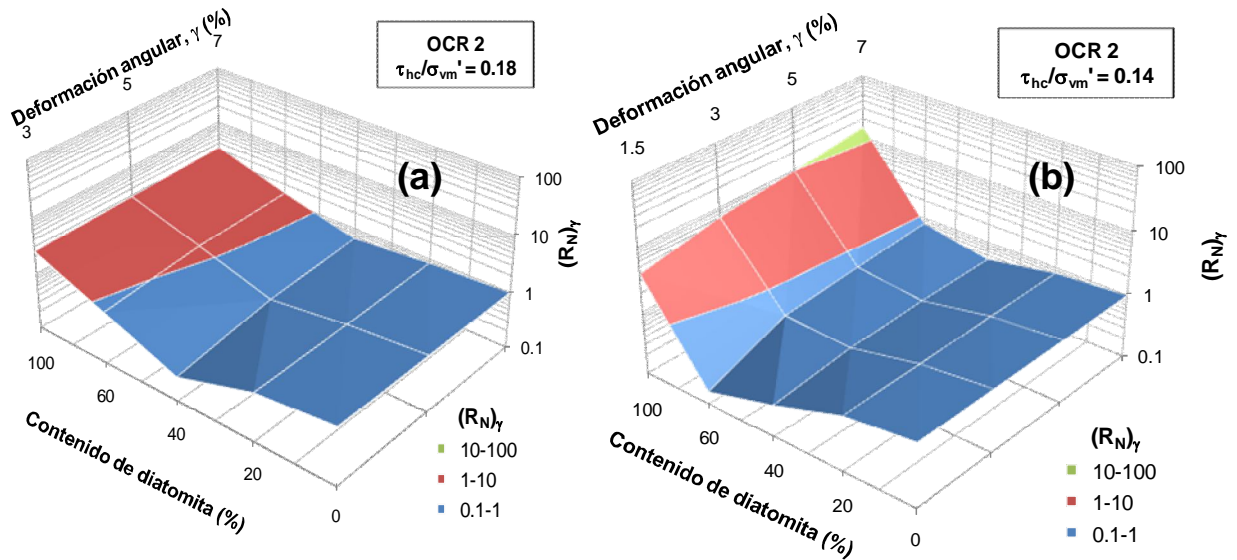 Deformación angular, γ (%)
3
5
7
OCR 2
τhc/σvm' = 0.18
(a)
100
10
1
0.1
(RN)γ
100
60
40
20
0
Contenido de diatomita (%)
(RN)γ
10-100
1-10
0.1-1
Deformación angular, γ (%)
1.5
3
5
7
OCR 2
τhc/σvm' = 0.14
(b)
100
10
1
0.1
(RN)γ
100
60
40
20
0
Contenido de diatomita (%)
(RN)γ
10-100
1-10
0.1-1